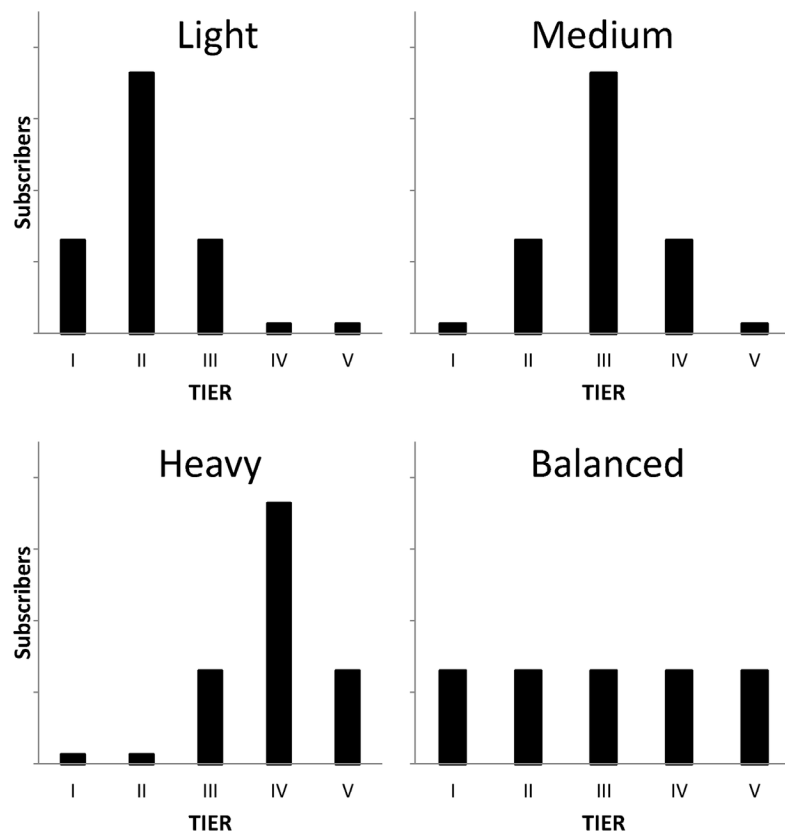 Light
Subscribers
I II III IV V
TIER
Medium
I II III IV V
TIER
Heavy
Subscribers
I II III IV V
TIER
Balanced
I II III IV V
TIER